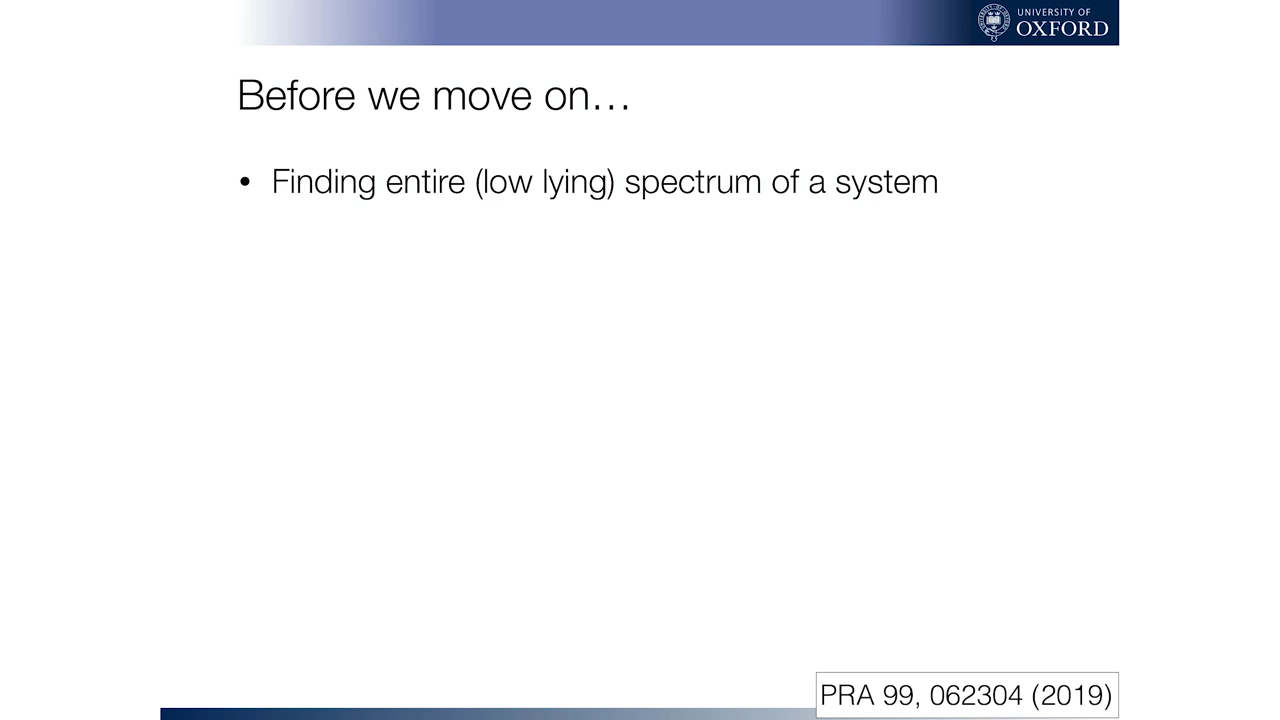 UNIVERSITY OF
OXFORD
Before we move on…
• Finding entire (low lying) spectrum of a system
PRA 99, 062304 (2019)